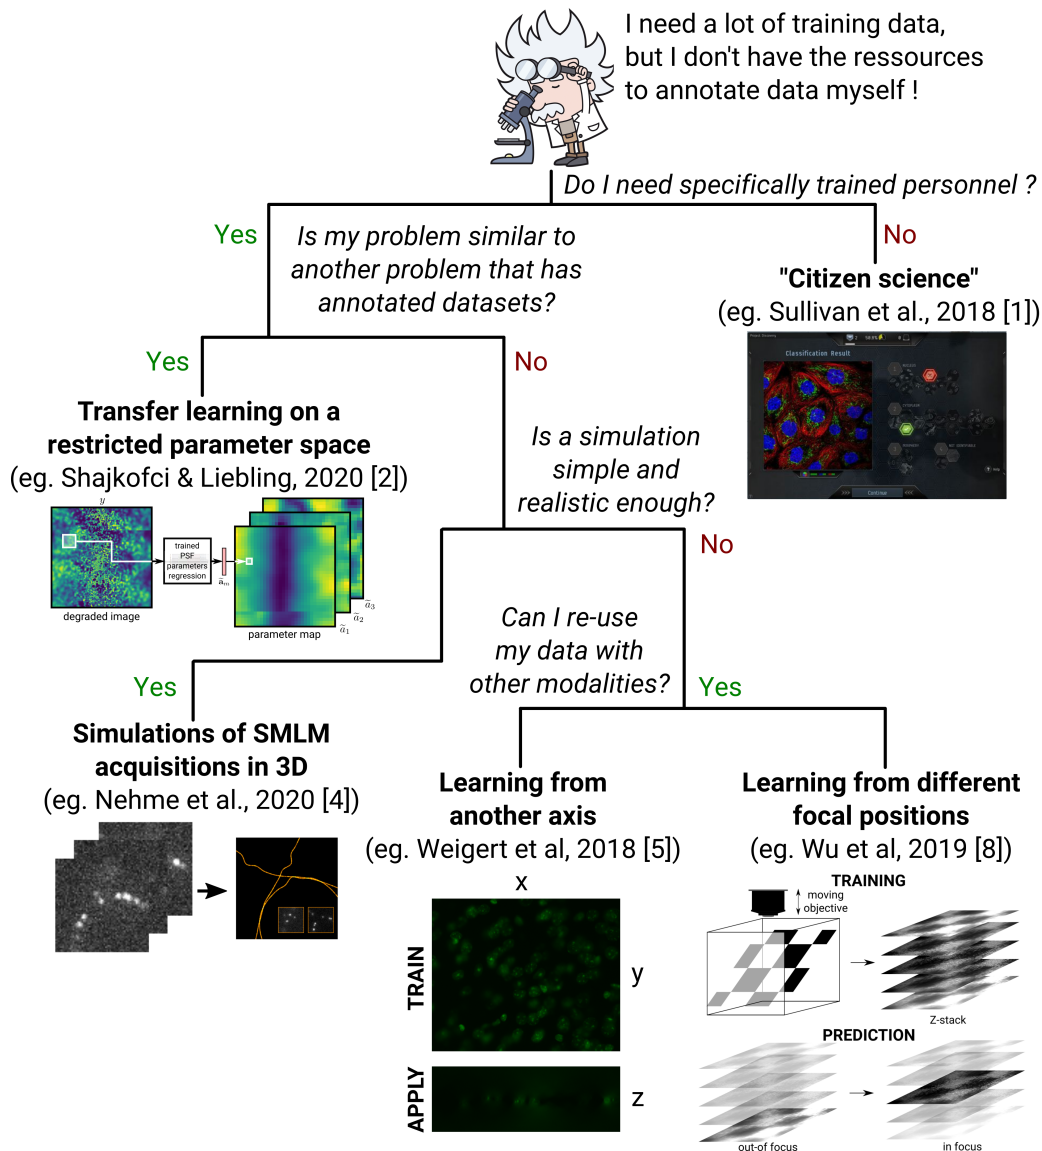 I need a lot of training data,
but I don't have the ressources
to annotate data myself !
Do I need specifically trained personnel ?
Yes
No
Is my problem similar to
another problem that has
annotated datasets?
"Citizen science"
(eg. Sullivan et al., 2018 [1])
Classification Result
Continue
Yes
No
Transfer learning on a
restricted parameter space
(eg. Shajkofci & Liebling, 2020 [2])
y
trained
PSF
parameters
regression
ã_m
ã_1
ã_2
ã_3
degraded image
parameter map
Is a simulation
simple and
realistic enough?
No
Can I re-use
my data with
other modalities?
Yes
Yes
Simulations of SMLM
acquisitions in 3D
(eg. Nehme et al., 2020 [4])
Learning from
another axis
(eg. Weigert et al, 2018 [5])
x
TRAIN
y
APPLY
z
Learning from different
focal positions
(eg. Wu et al, 2019 [8])
TRAINING
moving
objective
Z-stack
PREDICTION
out-of focus
in focus